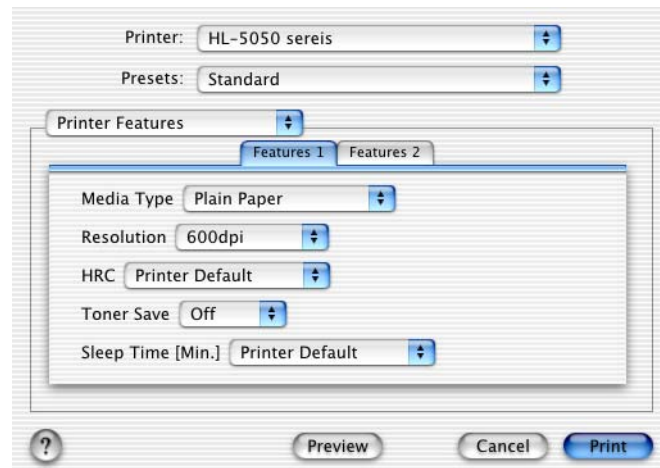 Printer: HL-5050 sereis
Presets: Standard
Printer Features
Features 1 Features 2
Media Type Plain Paper
Resolution 600dpi
HRC Printer Default
Toner Save Off
Sleep Time [Min.] Printer Default
? Preview Cancel Print